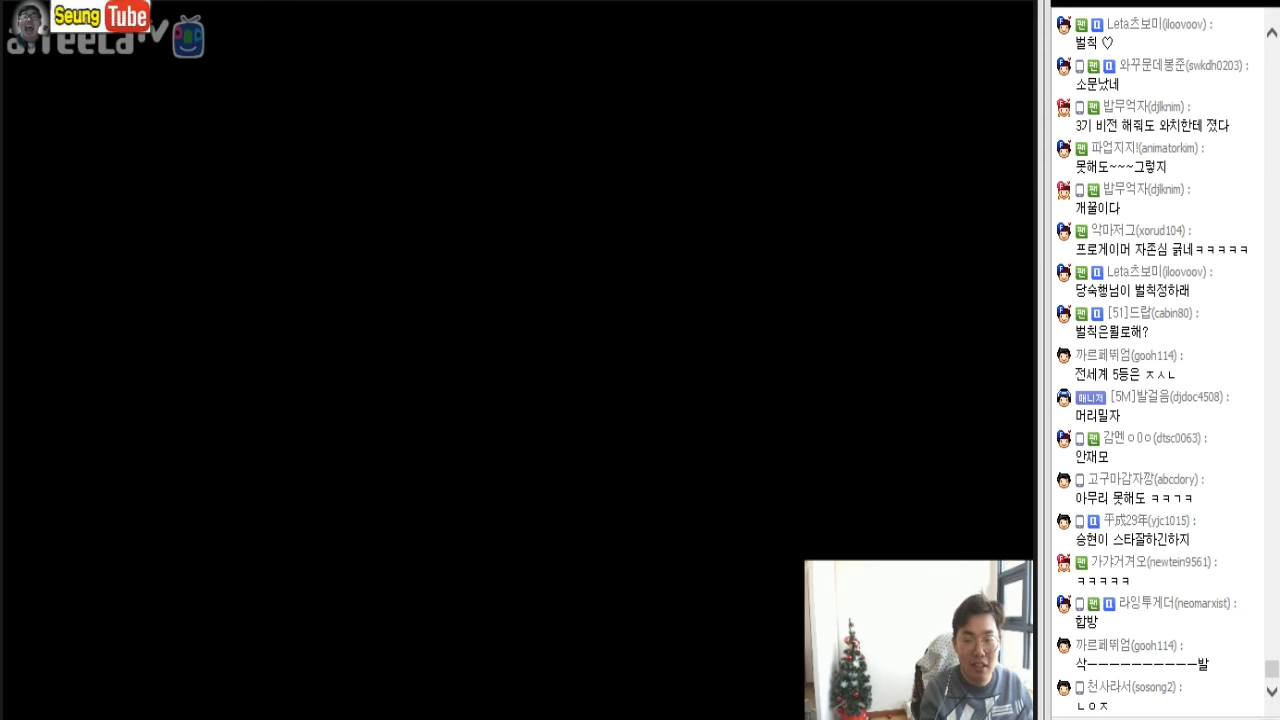 Seung Tube
afreecaTV
Leta츠보미(iloovoov) :
벌칙 ♡
와꾸문데봉준(swkdh0203) :
소문났네
밥무억자(djlknim) :
3기 비전 해줘도 와치한테 졌다
파업지지!(animatorkim) :
못해도~~~그렇지
밥무억자(djlknim) :
개꿀이다
악마저그(xorud104) :
프로게이머 자존심 긁네ㅋㅋㅋㅋㅋ
Leta츠보미(iloovoov) :
당숙행님이 벌칙정하래
[51]드랍(cabin80) :
벌칙은뭘로해?
까르페뛰엄(gooh114) :
전세계 5등은 ㅈㅅㄴ
매니저 [5M]발걸음(djdoc4508) :
머리밀자
감멘ㅇ0ㅇ(dtsc0063) :
안재모
고구마감자깡(abcdory) :
아무리 못해도 ㅋㅋㄱㅋ
平成29年(yjc1015) :
승현이 스타잘하긴하지
가갸거겨오(newtein9561) :
ㅋㅋㅋㅋㅋ
라잉투게더(neomarxist) :
합방
까르페뛰엄(gooh114) :
삭ㅡㅡㅡㅡㅡㅡㅡㅡㅡㅡ발
천사라서(sosong2) :
ㄴㅇㅈ